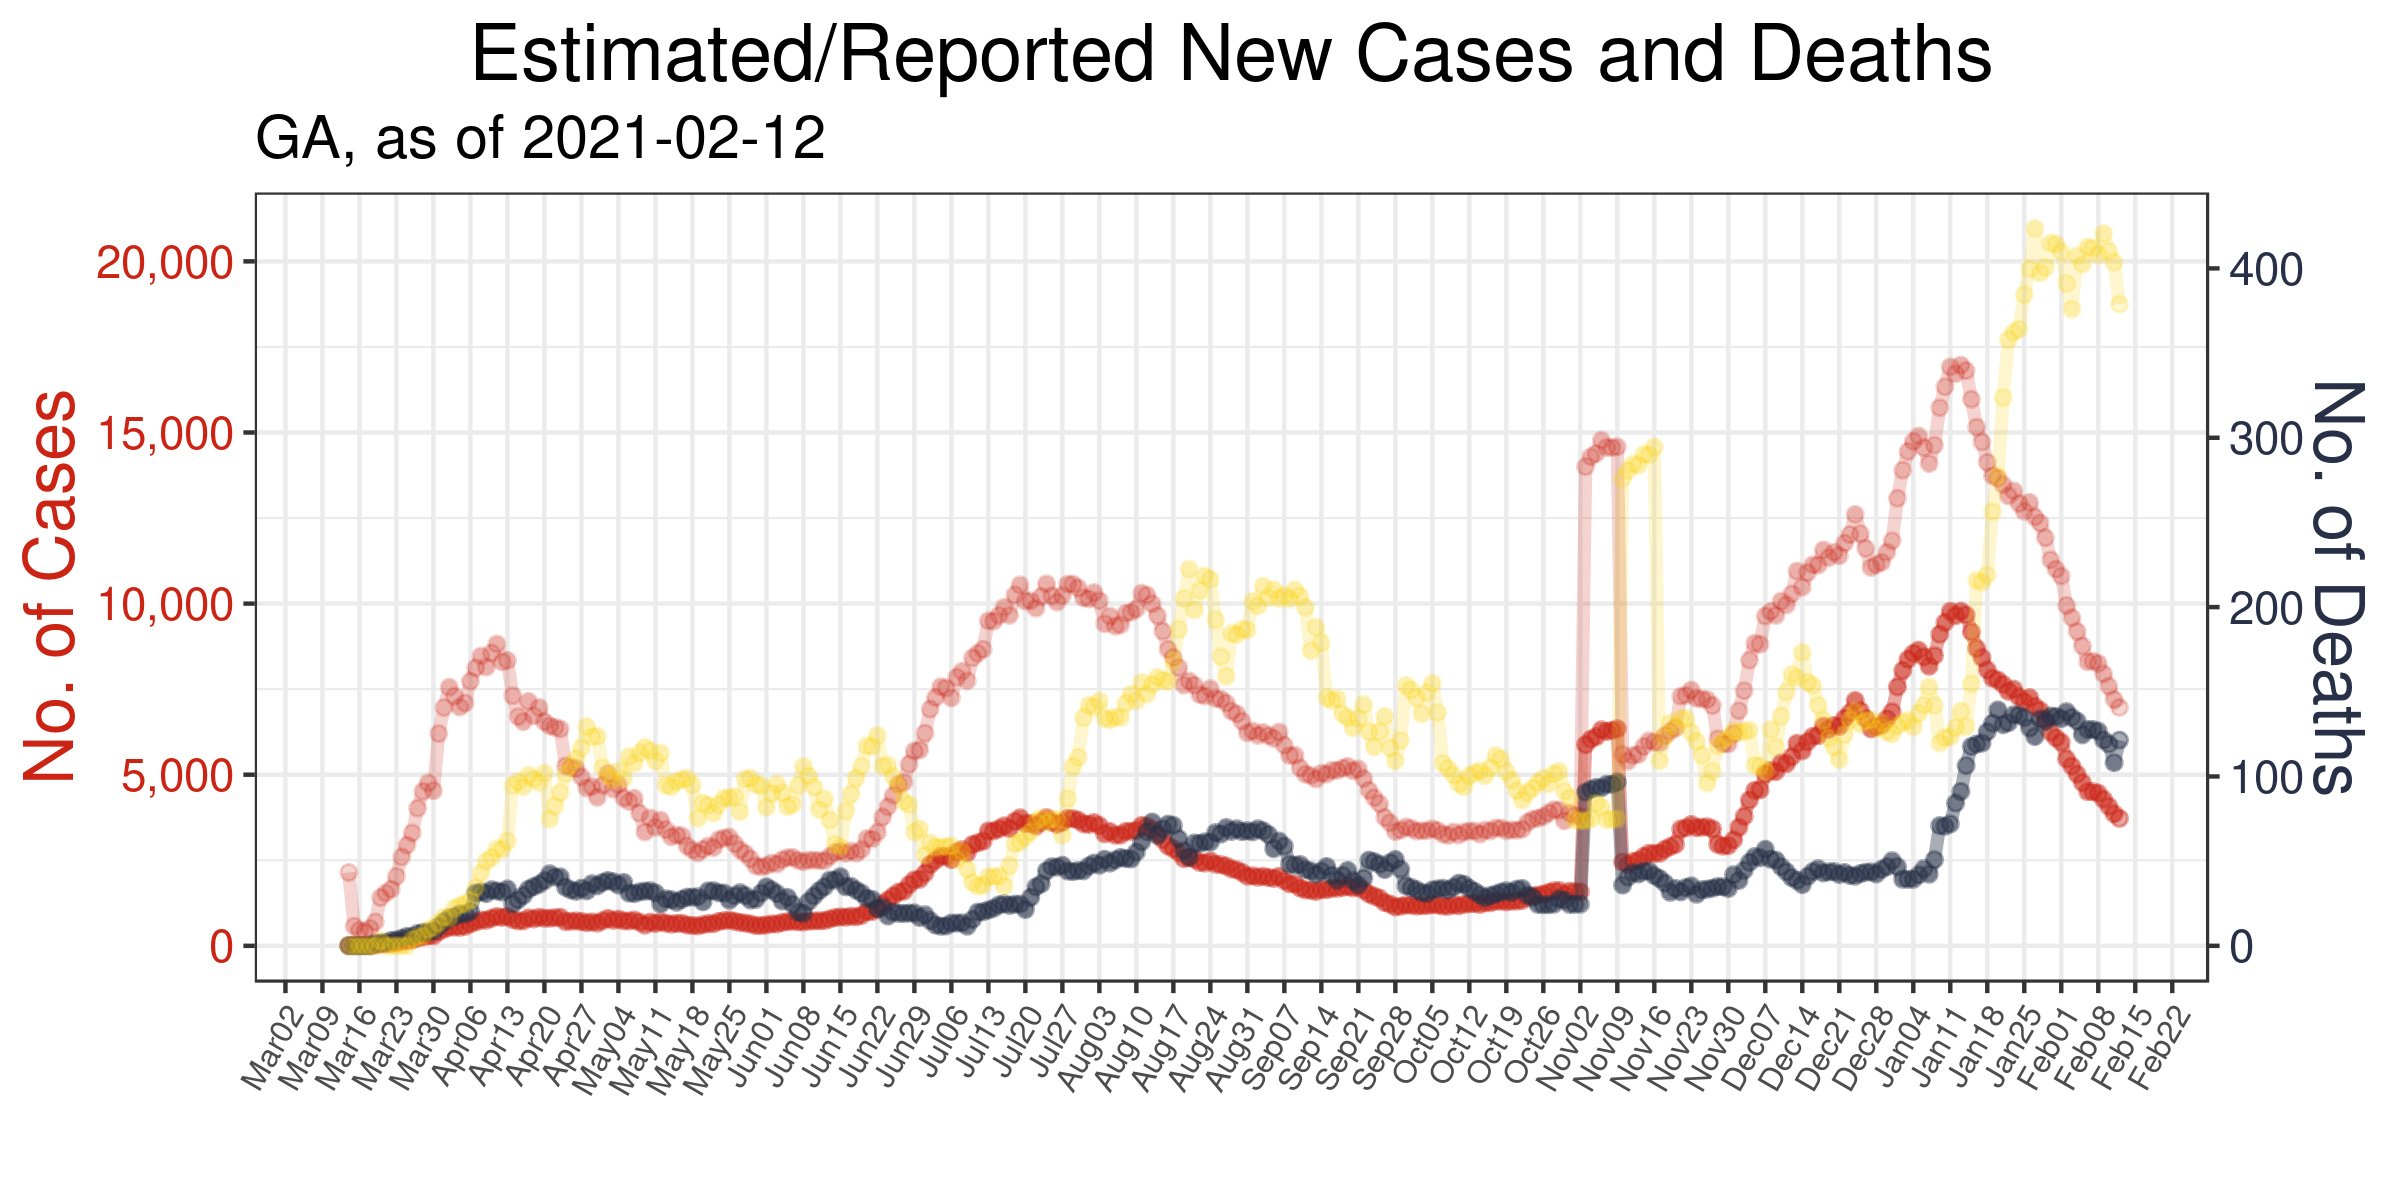 Estimated/Reported New Cases and Deaths
GA, as of 2021-02-12
No. of Cases
20,000
15,000
10,000
5,000
0
400
300
200
100
0
No. of Deaths
Mar02 Mar09 Mar16 Mar23 Mar30 Apr06 Apr13 Apr20 Apr27 May04 May11 May18 May25 Jun01 Jun08 Jun15 Jun22 Jun29 Jul06 Jul13 Jul20 Jul27 Aug03 Aug10 Aug17 Aug24 Aug31 Sep07 Sep14 Sep21 Sep28 Oct05 Oct12 Oct19 Oct26 Nov02 Nov09 Nov16 Nov23 Nov30 Dec07 Dec14 Dec21 Dec28 Jan04 Jan11 Jan18 Jan25 Feb01 Feb08 Feb15 Feb22